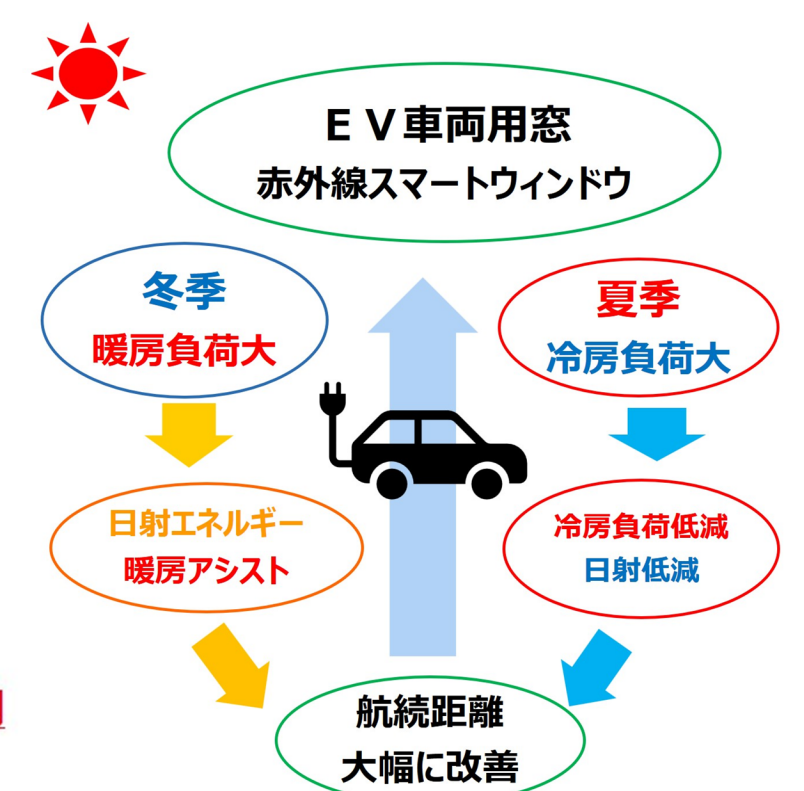 ＥＶ車両用窓
赤外線スマートウィンドウ
冬季
暖房負荷大
夏季
冷房負荷大
日射エネルギー
暖房アシスト
冷房負荷低減
日射低減
航続距離
大幅に改善